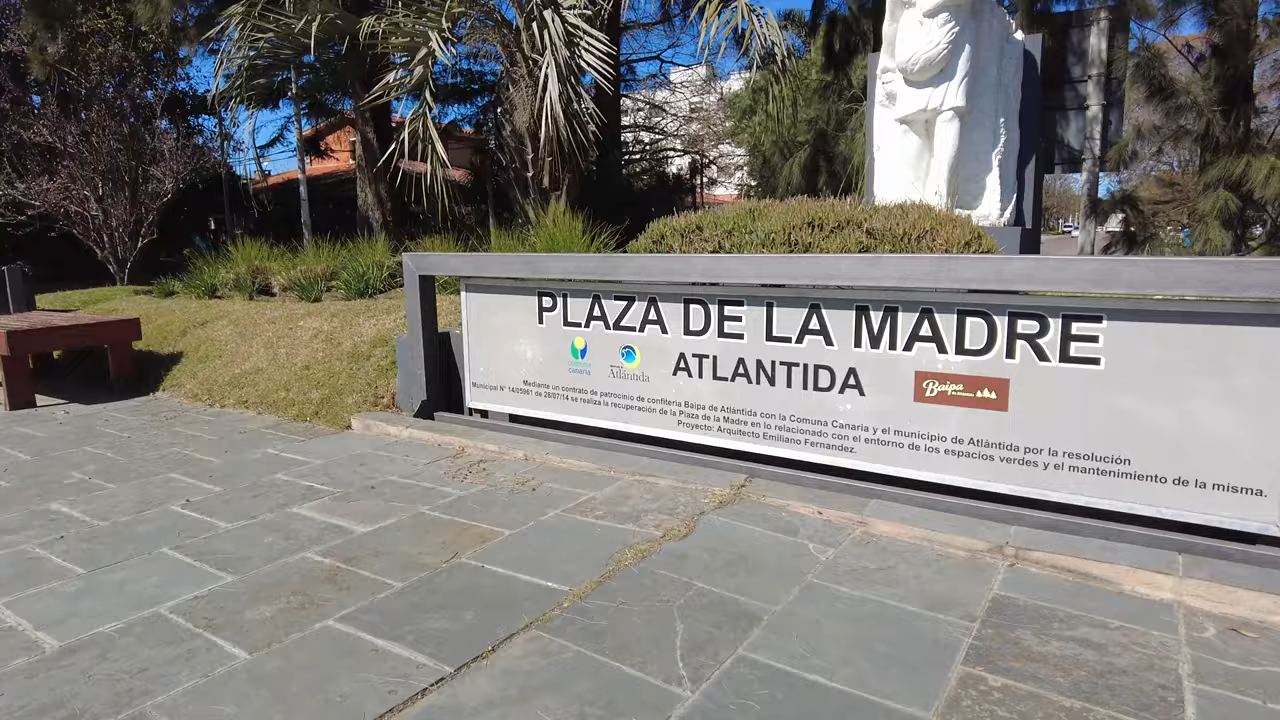 PLAZA DE LA MADRE
ATLANTIDA
canaria
Atlántida
Baipa
Mediante un contrato de patrocinio de confiteria Baipa de Atlántida con la Comuna Canaria y el municipio de Atlántida por la resolución
Municipal N° 14/05961 de 28/07/14 se realiza la recuperación de la Plaza de la Madre en lo relacionado con el entorno de los espacios verdes y el mantenimiento de la misma.
Proyecto: Arquitecto Emiliano Fernandez.